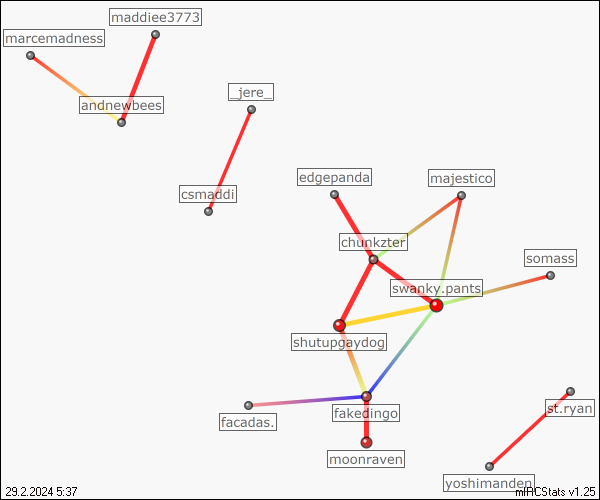 maddiee3773
marcemadness
andnewbees
_jere_
edgepanda
majestico
csmaddi
chunkzter
somass
swanky.pants
shutupgaydog
fakedingo
st.ryan
facadas.
moonraven
yoshimanden
29.2.2024 5:37
mIRCStats v1.25